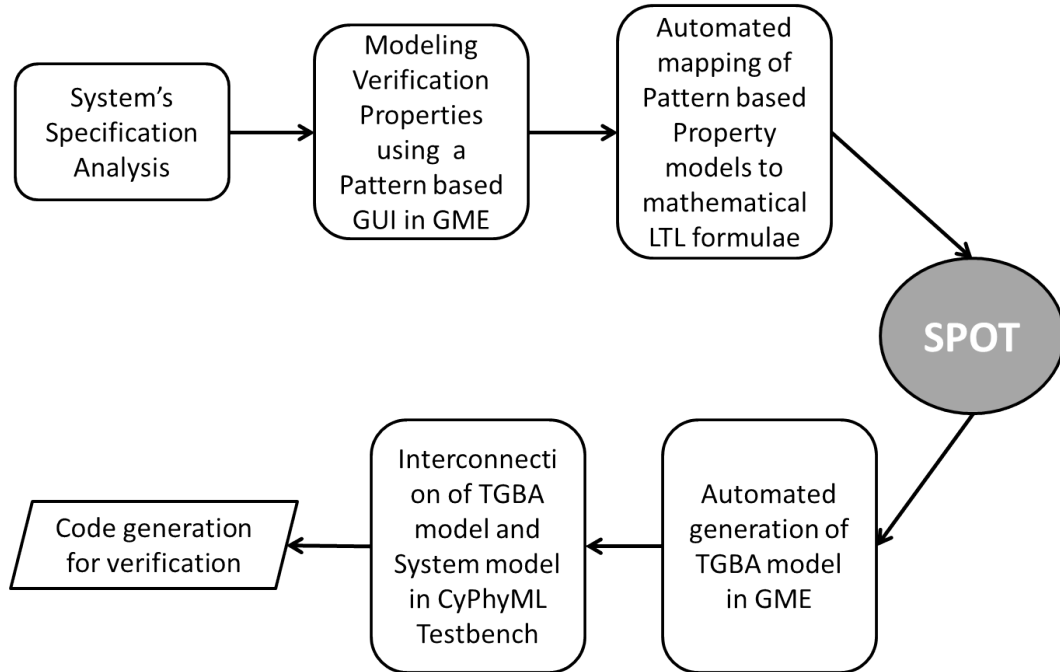 System's
Specification
Analysis
Modeling
Verification
Properties
using a
Pattern based
GUI in GME
Automated
mapping of
Pattern based
Property
models to
mathematical
LTL formulae
SPOT
Automated
generation of
TGBA model
in GME
Interconnecti
on of TGBA
model and
System model
in CyPhyML
Testbench
Code generation
for verification